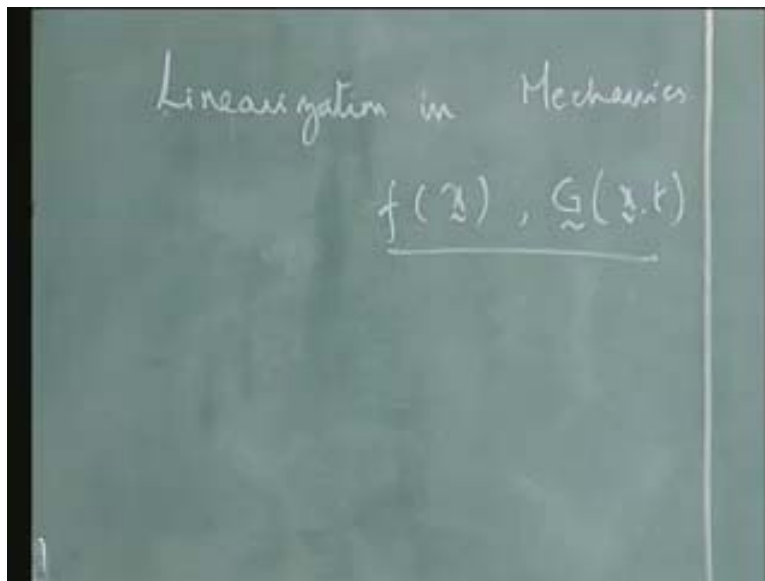 Linearization in Mechanics
f(x̰), G̰(x̰,t)